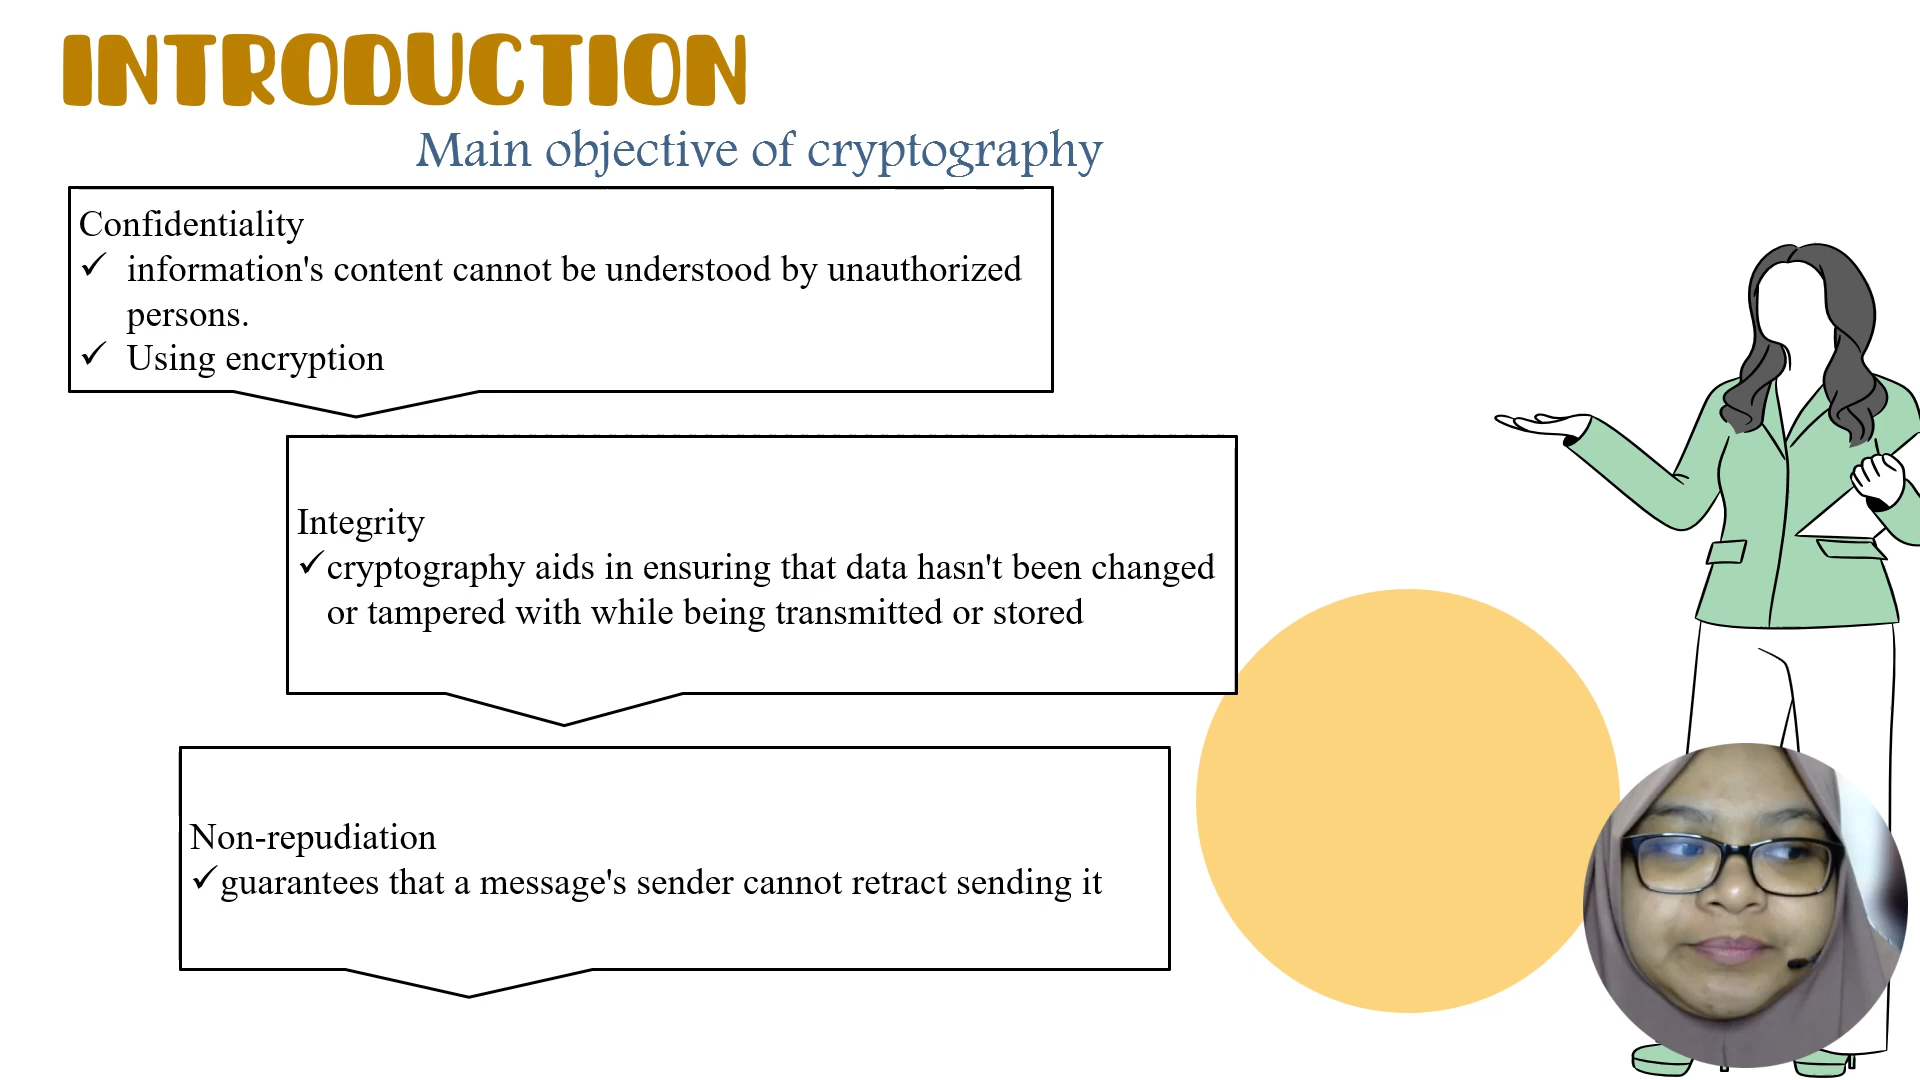 INTRODUCTION
Main objective of cryptography
Confidentiality
✓ information's content cannot be understood by unauthorized
persons.
✓ Using encryption
Integrity
✓cryptography aids in ensuring that data hasn't been changed
or tampered with while being transmitted or stored
Non-repudiation
✓guarantees that a message's sender cannot retract sending it